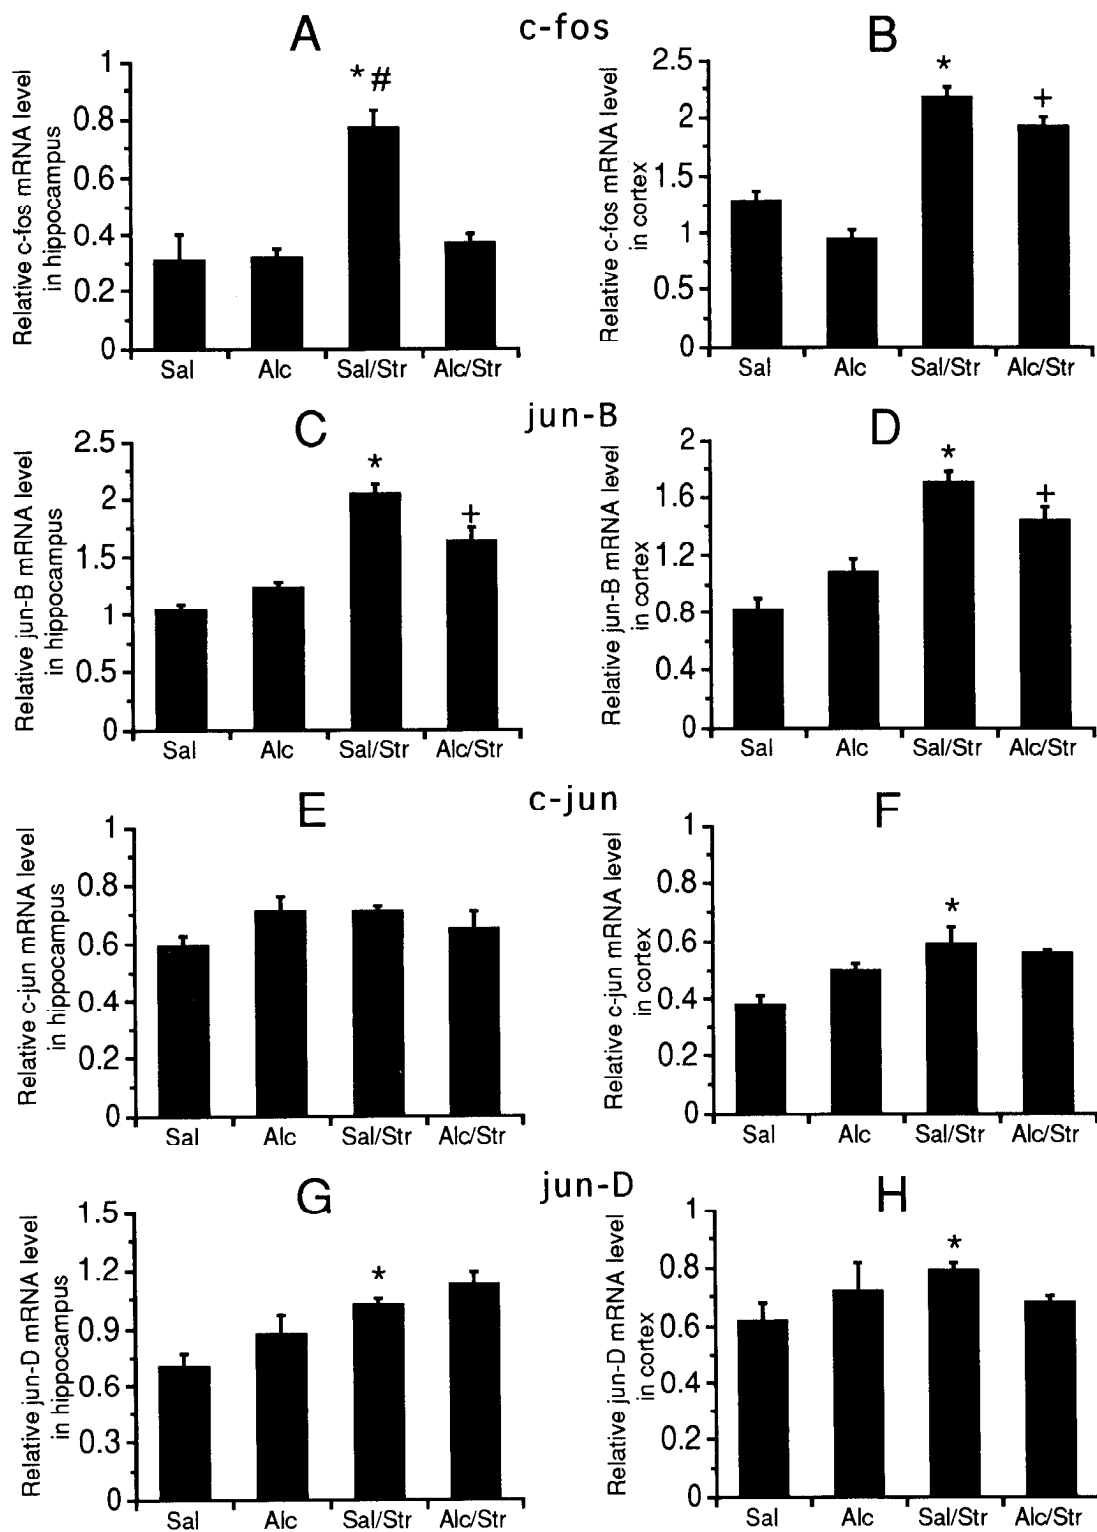 c-fos
A
Relative c-fos mRNA level
in hippocampus
1
0.8
0.6
0.4
0.2
0
*#
Sal Alc Sal/Str Alc/Str
B
Relative c-fos mRNA level
in cortex
2.5
2
1.5
1
0.5
0
*
+
Sal Alc Sal/Str Alc/Str
jun-B
C
Relative jun-B mRNA level
in hippocampus
2.5
2
1.5
1
0.5
0
*
+
Sal Alc Sal/Str Alc/Str
D
Relative jun-B mRNA level
in cortex
2
1.6
1.2
0.8
0.4
0
*
+
Sal Alc Sal/Str Alc/Str
c-jun
E
Relative c-jun mRNA level
in hippocampus
1
0.8
0.6
0.4
0.2
0
Sal Alc Sal/Str Alc/Str
F
Relative c-jun mRNA level
in cortex
1
0.8
0.6
0.4
0.2
0
*
Sal Alc Sal/Str Alc/Str
jun-D
G
Relative jun-D mRNA level
in hippocampus
1.5
1.2
0.9
0.6
0.3
0
*
Sal Alc Sal/Str Alc/Str
H
Relative jun-D mRNA level
in cortex
1
0.8
0.6
0.4
0.2
0
*
Sal Alc Sal/Str Alc/Str